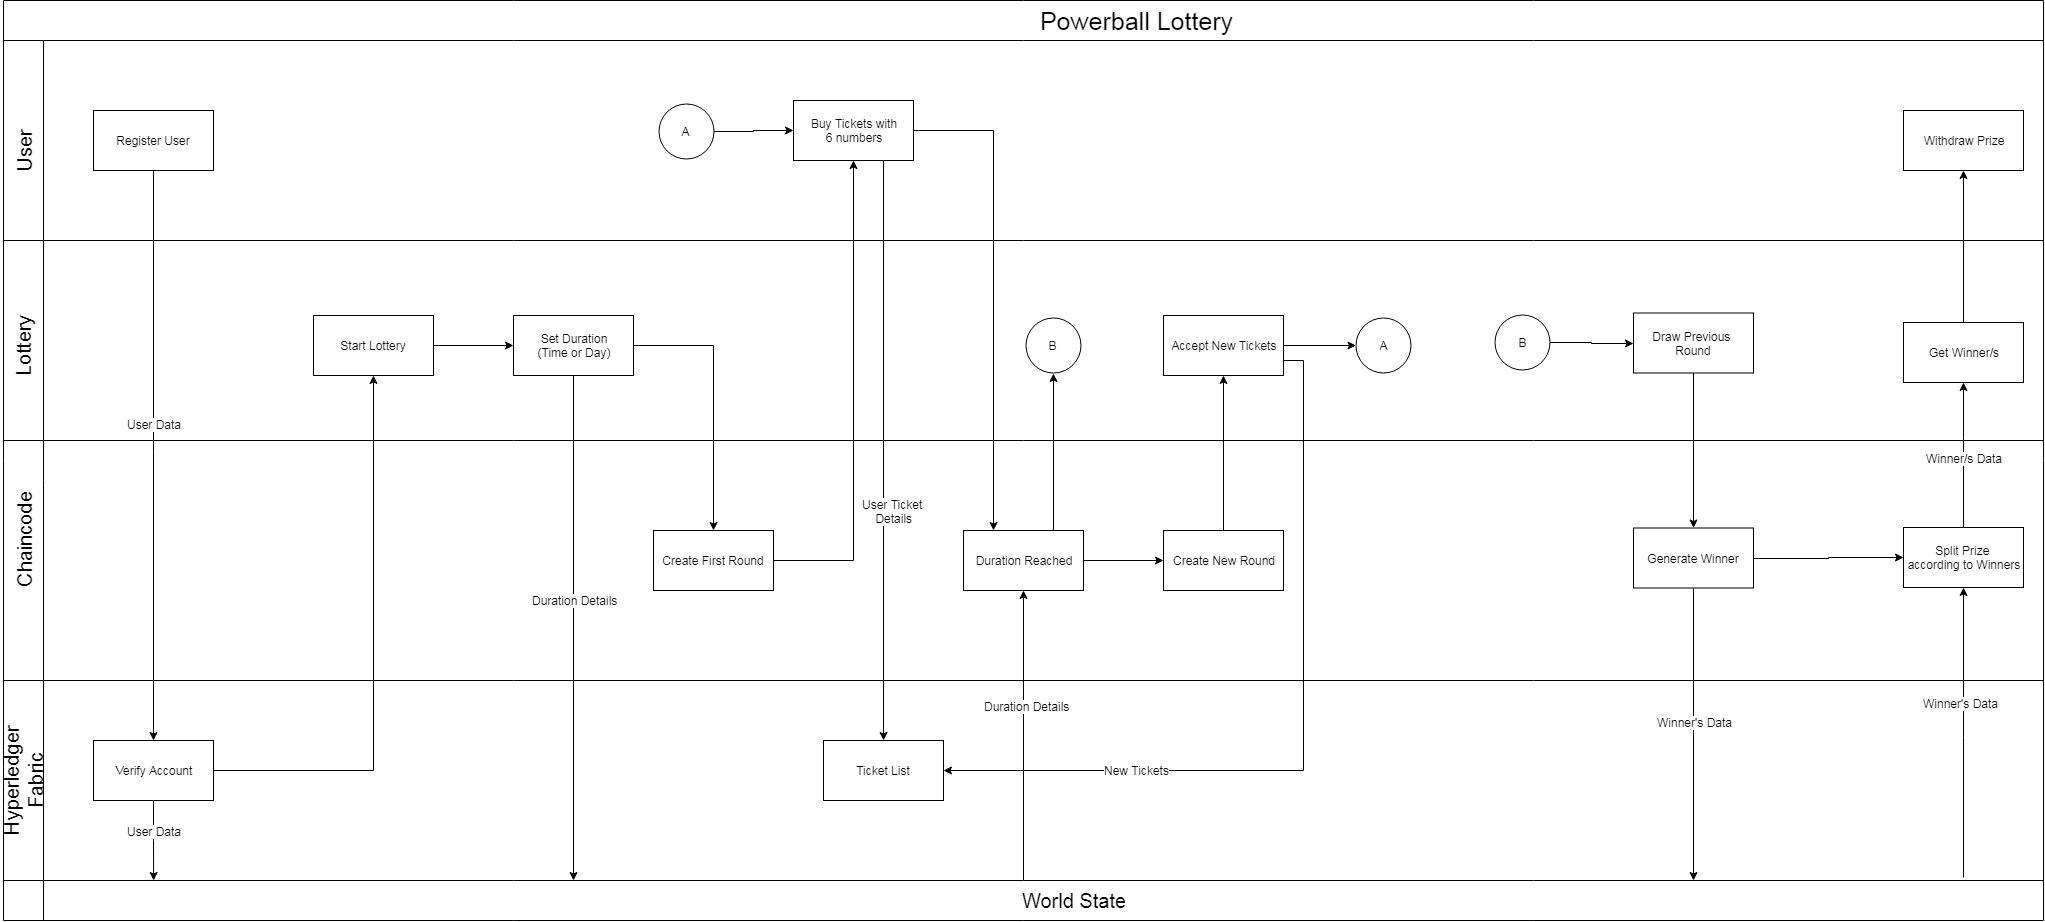 Powerball Lottery
User
Register User
A
Buy Tickets with
6 numbers
Withdraw Prize
Lottery
Start Lottery
Set Duration
(Time or Day)
B
Accept New Tickets
A
B
Draw Previous
Round
Get Winner/s
User Data
Chaincode
Winner/s Data
User Ticket
Details
Create First Round
Duration Reached
Create New Round
Generate Winner
Split Prize
according to Winners
Duration Details
Hyperledger
Fabric
Duration Details
Winner's Data
Winner's Data
Verify Account
Ticket List
New Tickets
User Data
World State